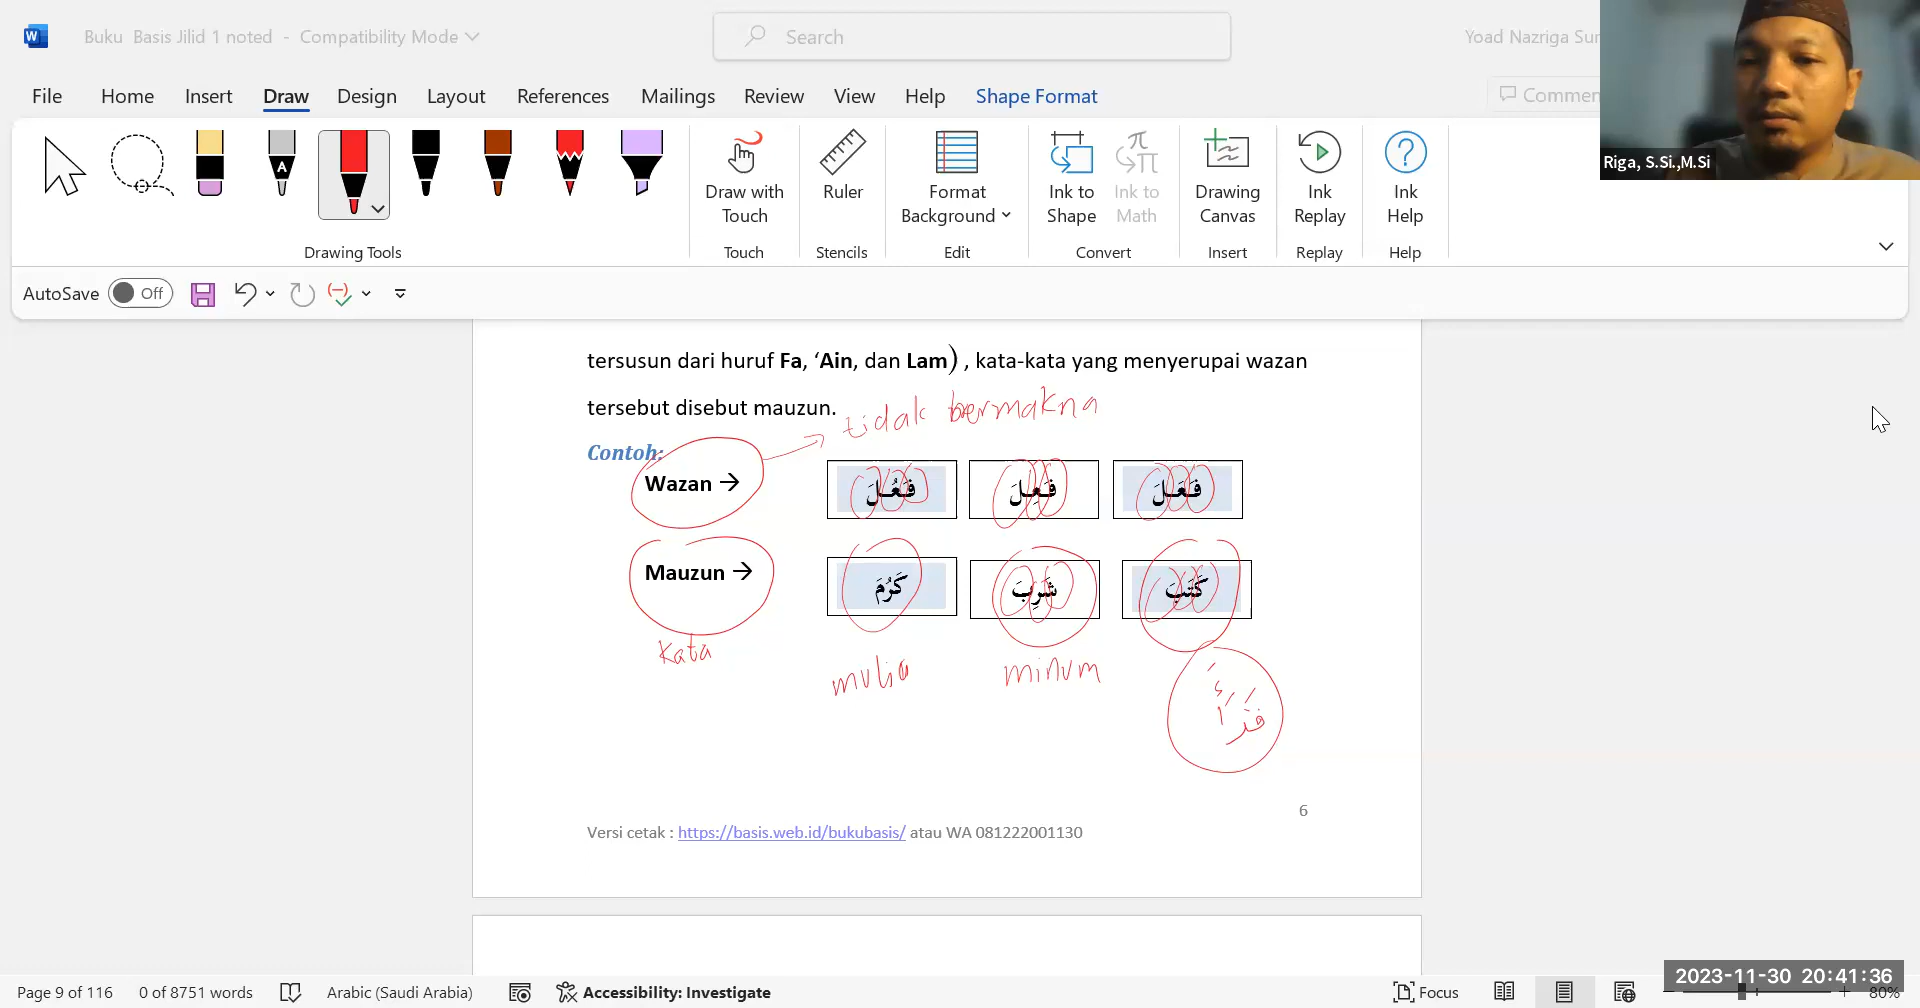 Buku Basis Jilid 1 noted - Compatibility Mode
Search
Yoad Nazriga Sur
File Home Insert Draw Design Layout References Mailings Review View Help Shape Format
Commen
Riga, S.Si.,M.Si
A
Draw with Touch
Ruler
Format Background
Ink to Shape
Ink to Math
Drawing Canvas
Ink Replay
Ink Help
Drawing Tools Touch Stencils Edit Convert Insert Replay Help
AutoSave Off
tersusun dari huruf Fa, ‘Ain, dan Lam) , kata-kata yang menyerupai wazan
tersebut disebut mauzun.
tidak bermakna
Contoh:
Wazan → فَعُلَ فَعِلَ فَعَلَ
Mauzun → كَرُمَ شَرِبَ كَتَبَ
Kata
mulia minum
قَرَأَ
6
Versi cetak : https://basis.web.id/bukubasis/ atau WA 081222001130
Page 9 of 116 0 of 8751 words Arabic (Saudi Arabia) Accessibility: Investigate Focus 80%
2023-11-30 20:41:36